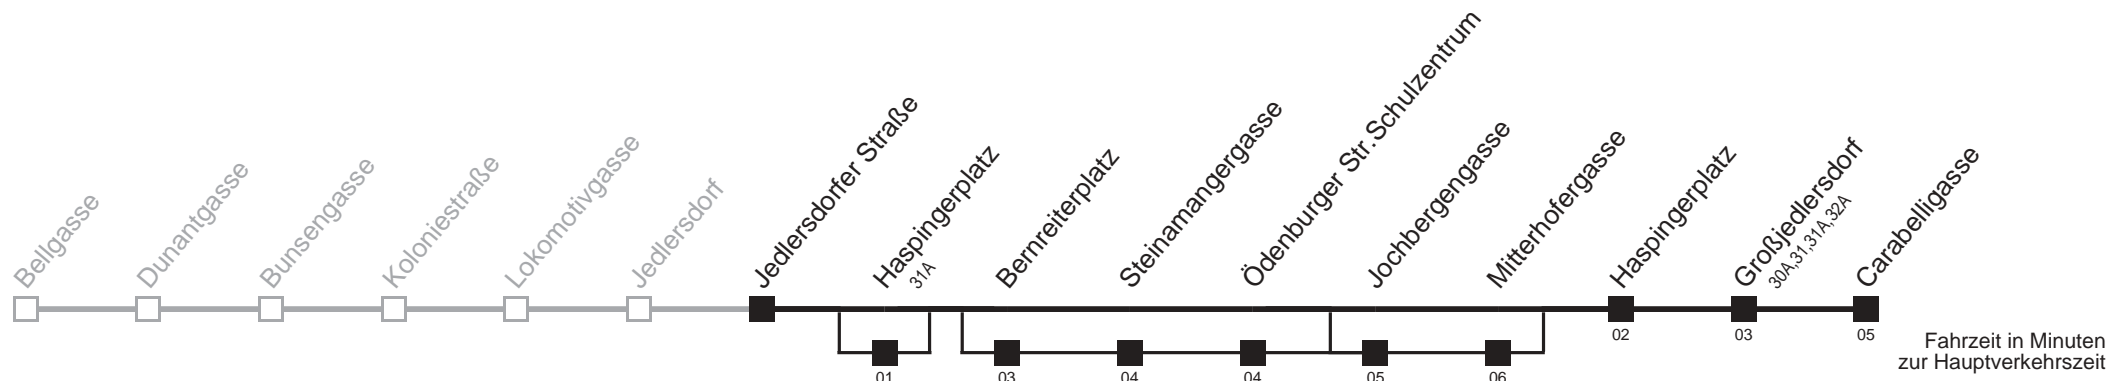 Bellgasse
Dunantgasse
Bunsengasse
Koloniestraße
Lokomotivgasse
Jedlersdorf
Jedlersdorfer Straße
Haspingerplatz
31A
Bernreiterplatz
Steinamangergasse
Ödenburger Str.Schulzentrum
Jochbergengasse
Mitterhofergasse
Haspingerplatz
Großjedlersdorf
30A,31,31A,32A
Carabelligasse
01
03
04
04
05
06
02
03
05
Fahrzeit in Minuten
zur Hauptverkehrszeit